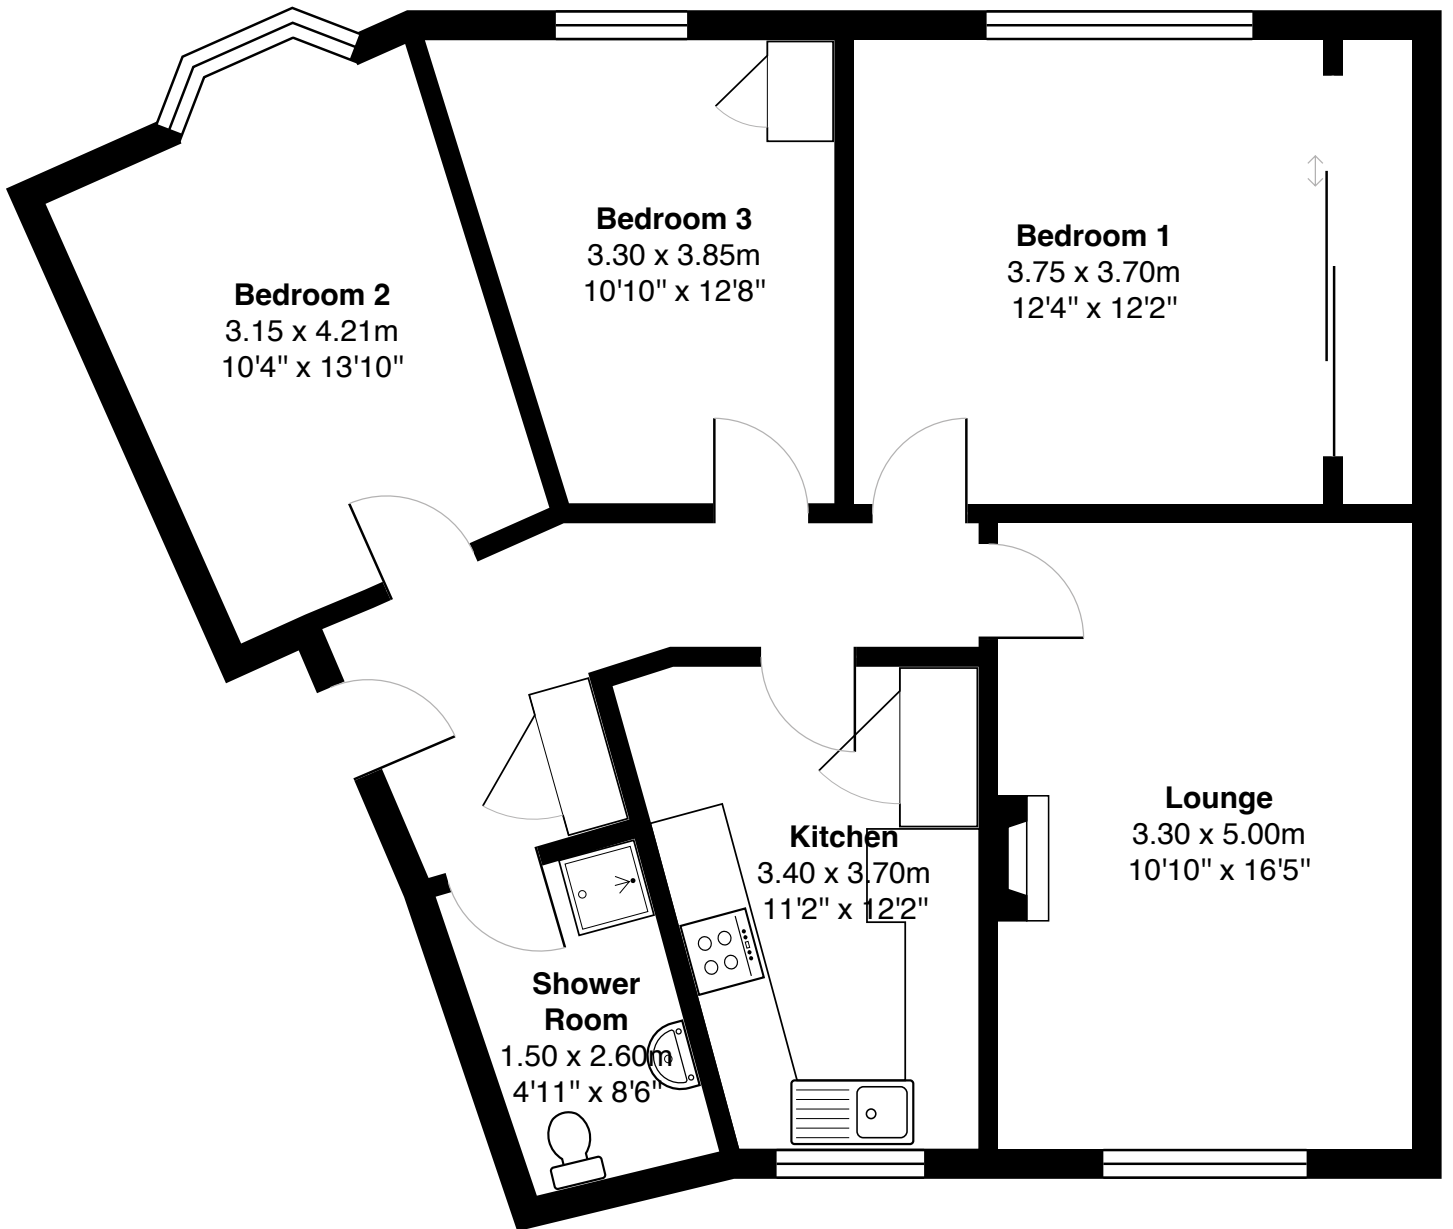 Bedroom 2
3.15 x 4.21m
10'4" x 13'10"
Bedroom 3
3.30 x 3.85m
10'10" x 12'8"
Bedroom 1
3.75 x 3.70m
12'4" x 12'2"
Kitchen
3.40 x 3.70m
11'2" x 12'2"
Lounge
3.30 x 5.00m
10'10" x 16'5"
Shower
Room
1.50 x 2.60m
4'11" x 8'6"